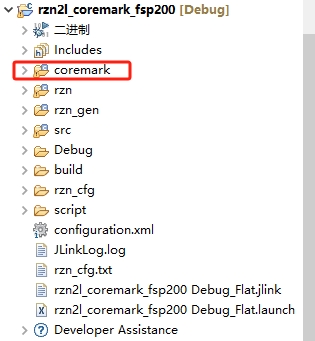 rzn2l_coremark_fsp200 [Debug]
二进制
Includes
coremark
rzn
rzn_gen
src
Debug
build
rzn_cfg
script
configuration.xml
JLinkLog.log
rzn_cfg.txt
rzn2l_coremark_fsp200 Debug_Flat.jlink
rzn2l_coremark_fsp200 Debug_Flat.launch
Developer Assistance